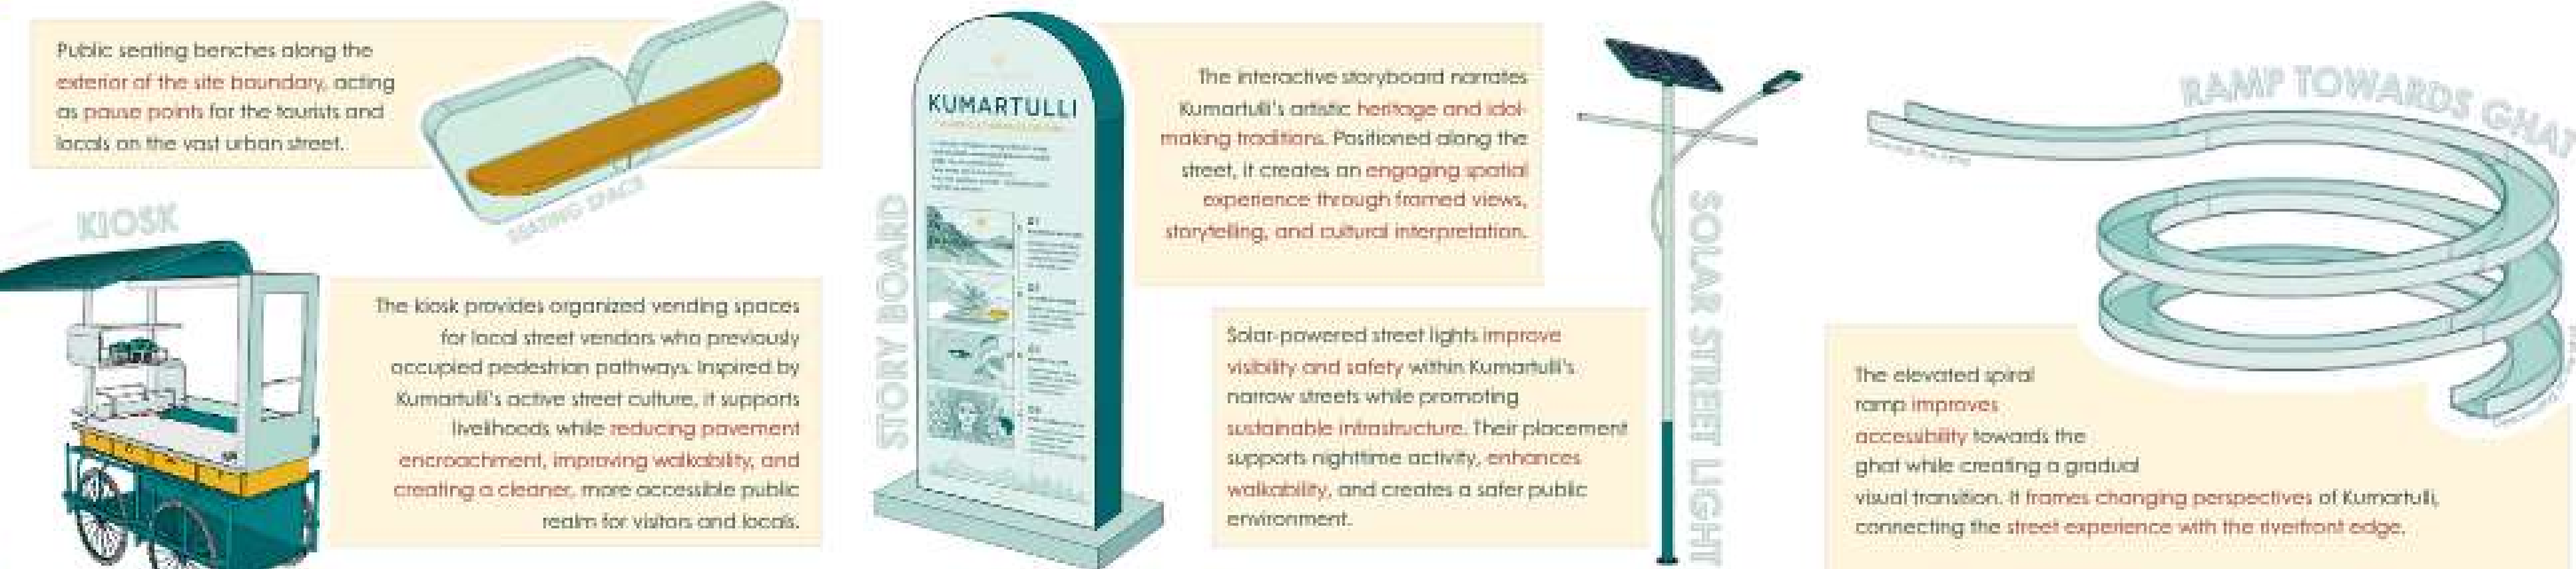 Public seating benches along the
exterior of the site boundary, acting
as pause points for the tourists and
locals on the vast urban street.
SEATING SPACE
KIOSK
The kiosk provides organized vending spaces
for local street vendors who previously
occupied pedestrian pathways. Inspired by
Kumartulli's active street culture, it supports
livelihoods while reducing pavement
encroachment, improving walkability, and
creating a cleaner, more accessible public
realm for visitors and locals.
STORY BOARD
KUMARTULLI
01
02
03
04
The interactive storyboard narrates
Kumartulli's artistic heritage and idol-
making traditions. Positioned along the
street, it creates an engaging spatial
experience through framed views,
storytelling, and cultural interpretation.
Solar-powered street lights improve
visibility and safety within Kumartulli's
narrow streets while promoting
sustainable infrastructure. Their placement
supports nighttime activity, enhances
walkability, and creates a safer public
environment.
SOLAR STREET LIGHT
RAMP TOWARDS GHAT
The elevated spiral
ramp improves
accessibility towards the
ghat while creating a gradual
visual transition. It frames changing perspectives of Kumartulli,
connecting the street experience with the riverfront edge.